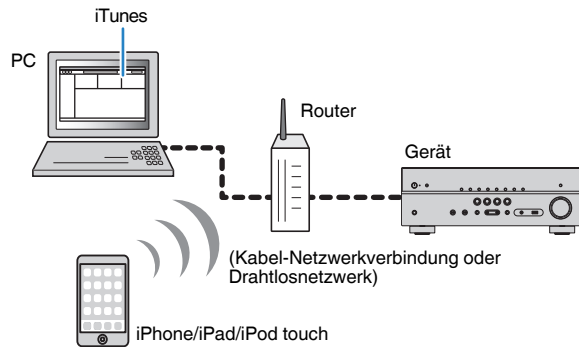 iTunes
PC
Router
Gerät
(Kabel-Netzwerkverbindung oder
Drahtlosnetzwerk)
iPhone/iPad/iPod touch